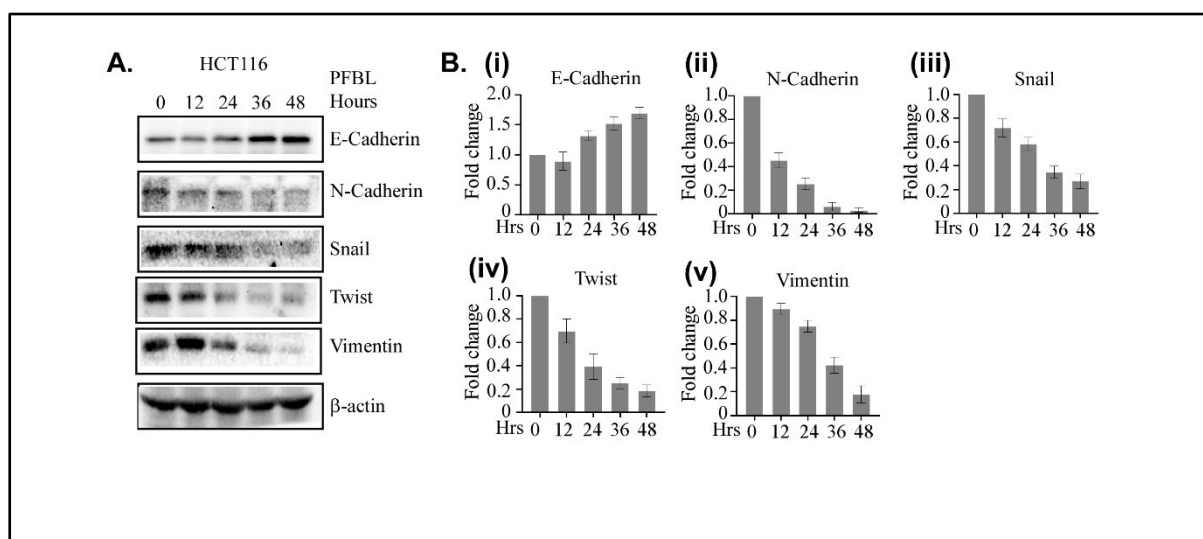 A.
HCT116
PFBL
0 12 24 36 48 Hours
E-Cadherin
N-Cadherin
Snail
Twist
Vimentin
β-actin
B. (i)
E-Cadherin
Fold change
2.0
1.5
1.0
0.5
0
Hrs 0 12 24 36 48
(ii)
N-Cadherin
Fold change
1.0
0.8
0.6
0.4
0.2
0
Hrs 0 12 24 36 48
(iii)
Snail
Fold change
1.0
0.8
0.6
0.4
0.2
0
Hrs 0 12 24 36 48
(iv)
Twist
Fold change
1.0
0.8
0.6
0.4
0.2
0
Hrs 0 12 24 36 48
(v)
Vimentin
Fold change
1.0
0.8
0.6
0.4
0.2
0
Hrs 0 12 24 36 48